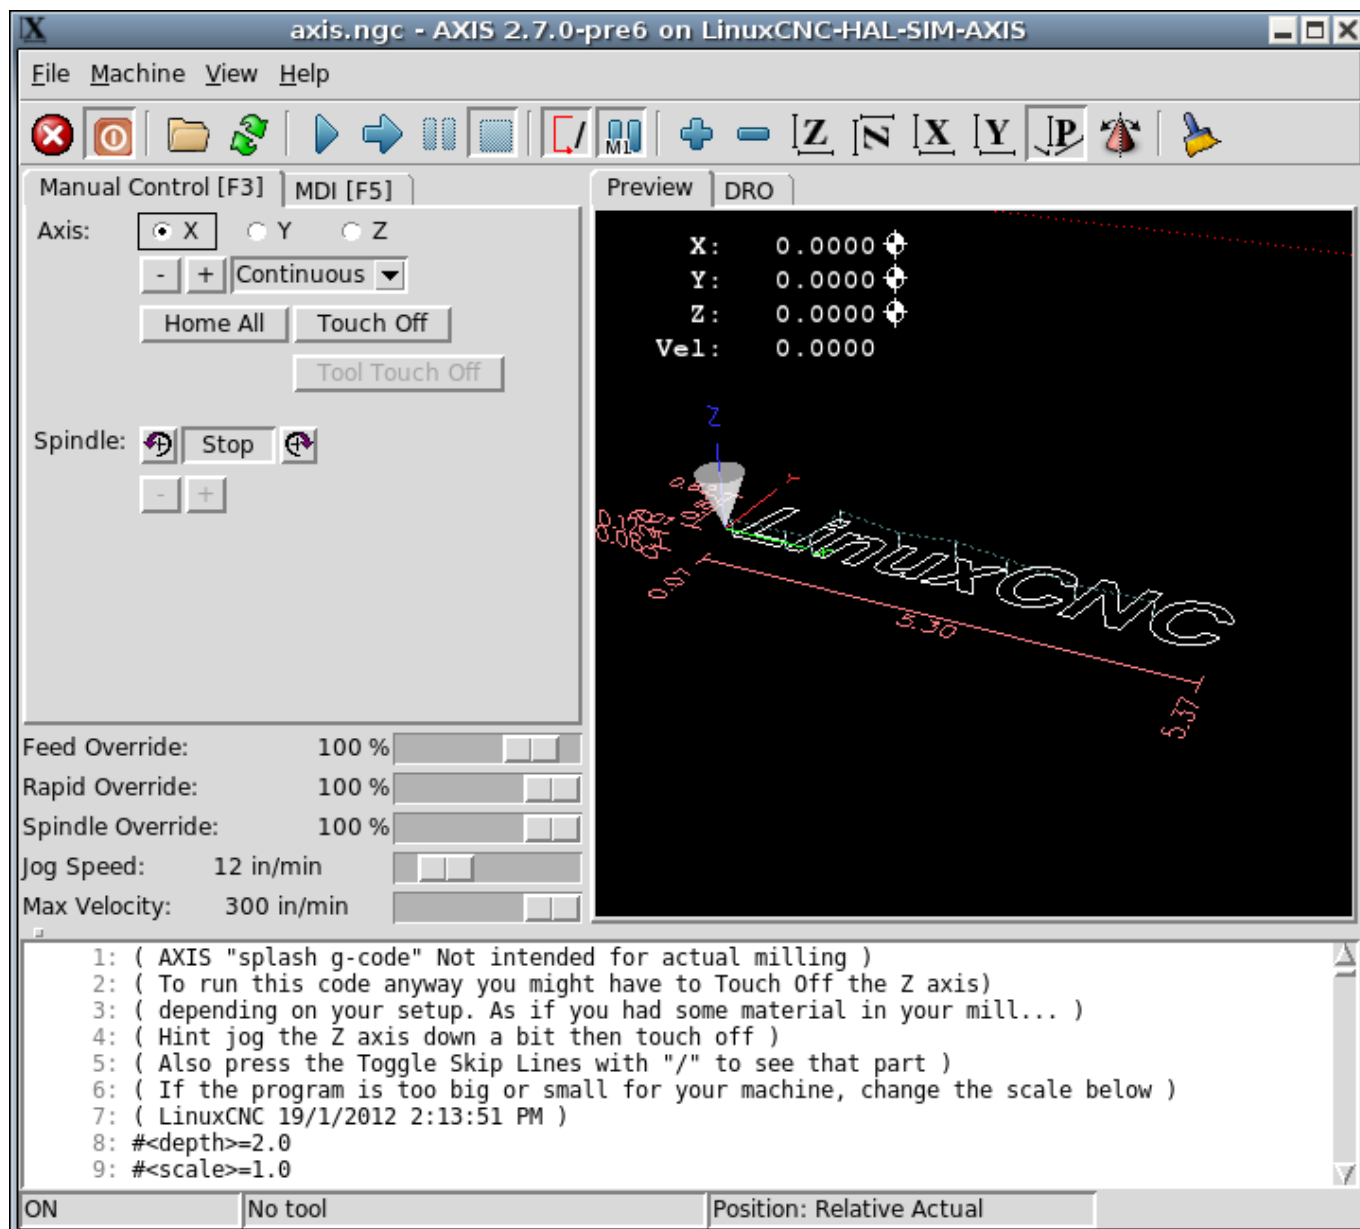 axis.ngc - AXIS 2.7.0-pre6 on LinuxCNC-HAL-SIM-AXIS
File Machine View Help
M1 Z N X Y P
Manual Control [F3] MDI [F5]
Axis: X Y Z
- + Continuous
Home All Touch Off
Tool Touch Off
Spindle: Stop
- +
Feed Override: 100 %
Rapid Override: 100 %
Spindle Override: 100 %
Jog Speed: 12 in/min
Max Velocity: 300 in/min
Preview DRO
X: 0.0000
Y: 0.0000
Z: 0.0000
Vel: 0.0000
Z
Y
LinuxCNC
0.07
5.30
5.37
1: ( AXIS "splash g-code" Not intended for actual milling )
2: ( To run this code anyway you might have to Touch Off the Z axis)
3: ( depending on your setup. As if you had some material in your mill... )
4: ( Hint jog the Z axis down a bit then touch off )
5: ( Also press the Toggle Skip Lines with "/" to see that part )
6: ( If the program is too big or small for your machine, change the scale below )
7: ( LinuxCNC 19/1/2012 2:13:51 PM )
8: #<depth>=2.0
9: #<scale>=1.0
ON No tool Position: Relative Actual